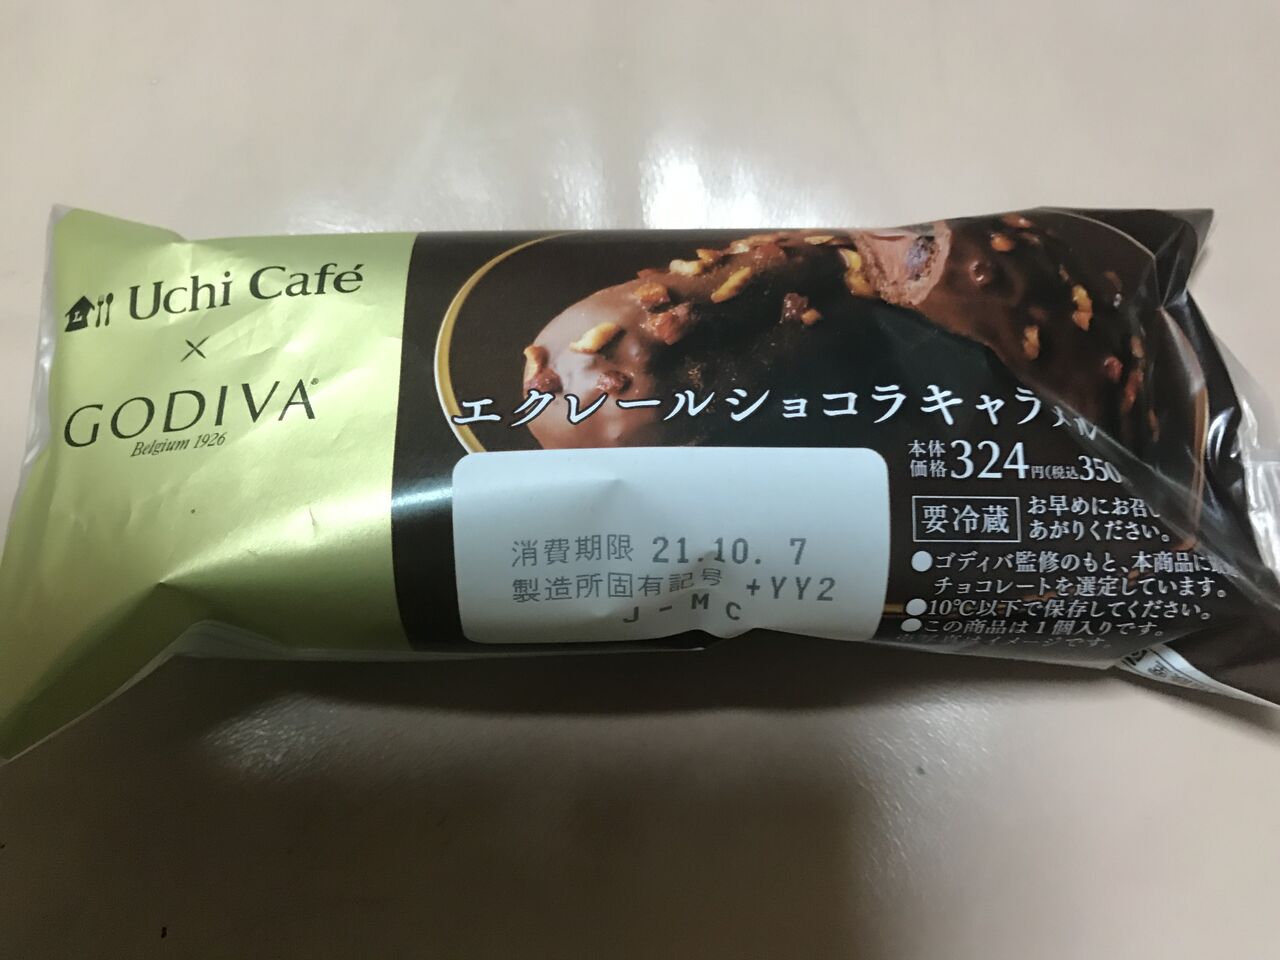 Uchi Café
×
GODIVA
Belgium 1926
エクレールショコラキャラメル
本体価格324円(税込350
要冷蔵
お早めにお召し
あがりください。
●ゴディバ監修のもと、本商品に
チョコレートを選定しています。
●10℃以下で保存してください。
●この商品は1個入りです。
イメージです。
消費期限 21.10. 7
製造所固有記号 +YY2
J-MC